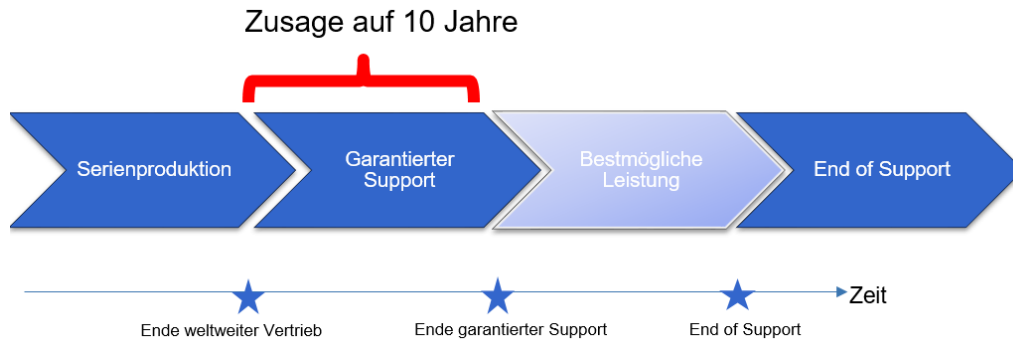 Zusage auf 10 Jahre
Serienproduktion
Garantierter
Support
Bestmögliche
Leistung
End of Support
Zeit
Ende weltweiter Vertrieb
Ende garantierter Support
End of Support